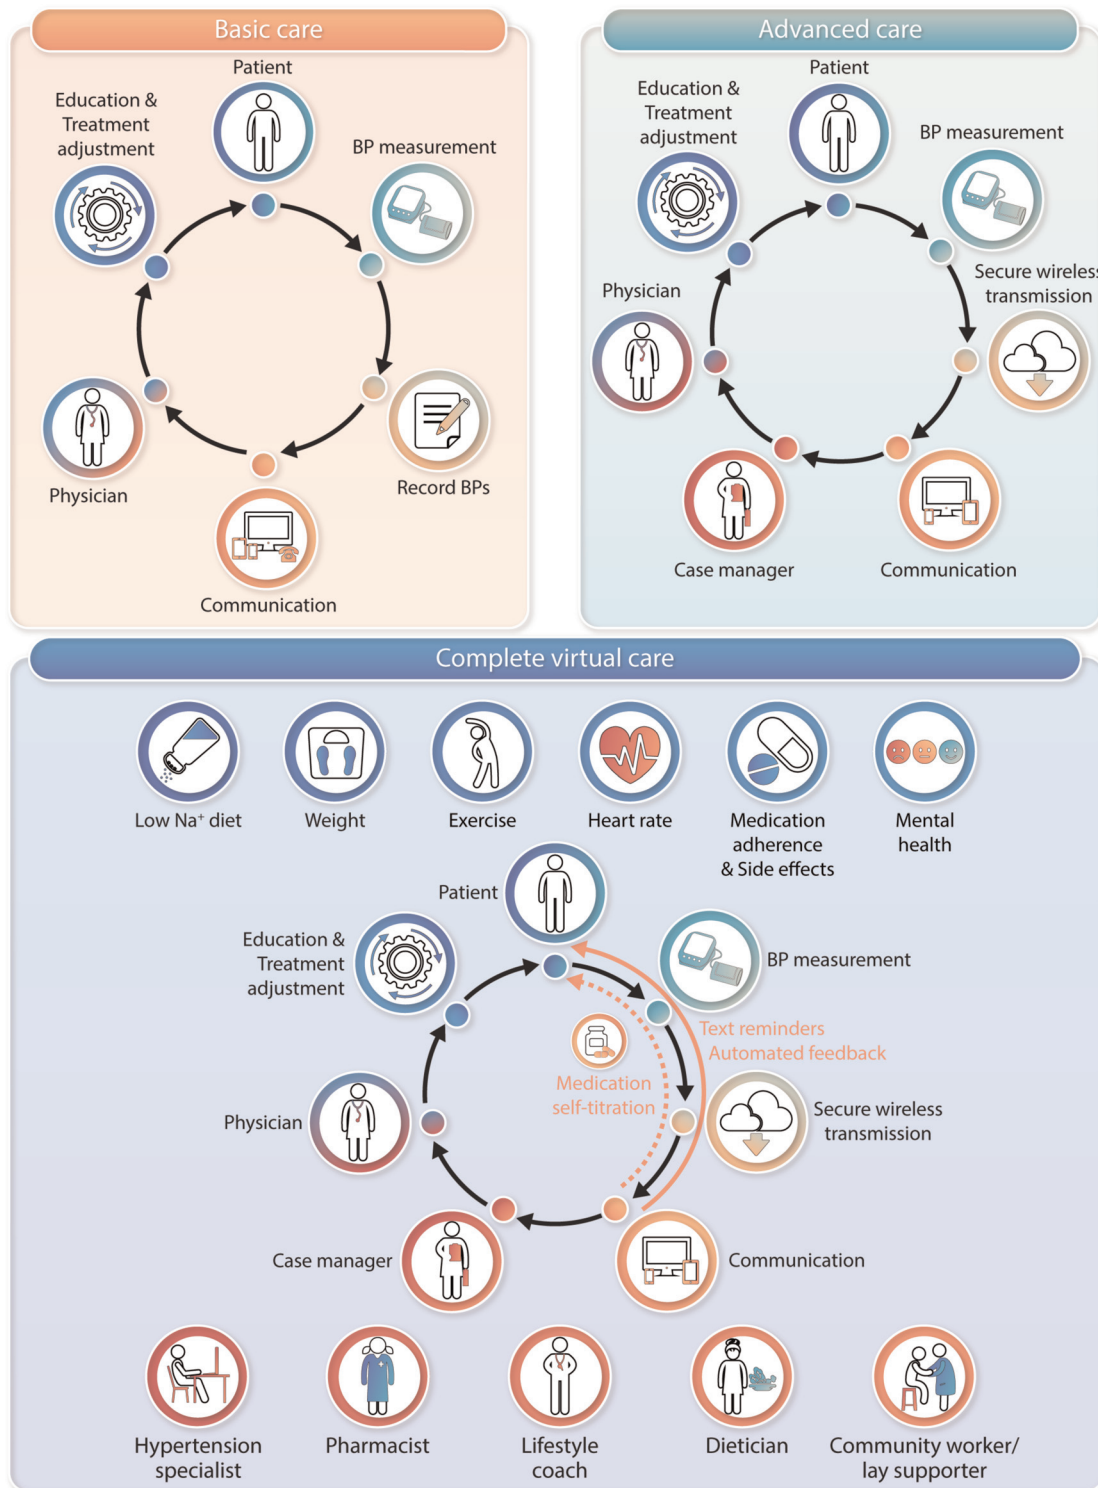 Basic care
Patient
Education &
Treatment
adjustment
BP measurement
Physician
Record BPs
Communication
Advanced care
Patient
Education &
Treatment
adjustment
BP measurement
Secure wireless
transmission
Physician
Case manager
Communication
Complete virtual care
Low Na⁺ diet
Weight
Exercise
Heart rate
Medication
adherence
& Side effects
Mental
health
Patient
Education &
Treatment
adjustment
BP measurement
Text reminders
Automated feedback
Medication
self-titration
Physician
Secure wireless
transmission
Case manager
Communication
Hypertension
specialist
Pharmacist
Lifestyle
coach
Dietician
Community worker/
lay supporter